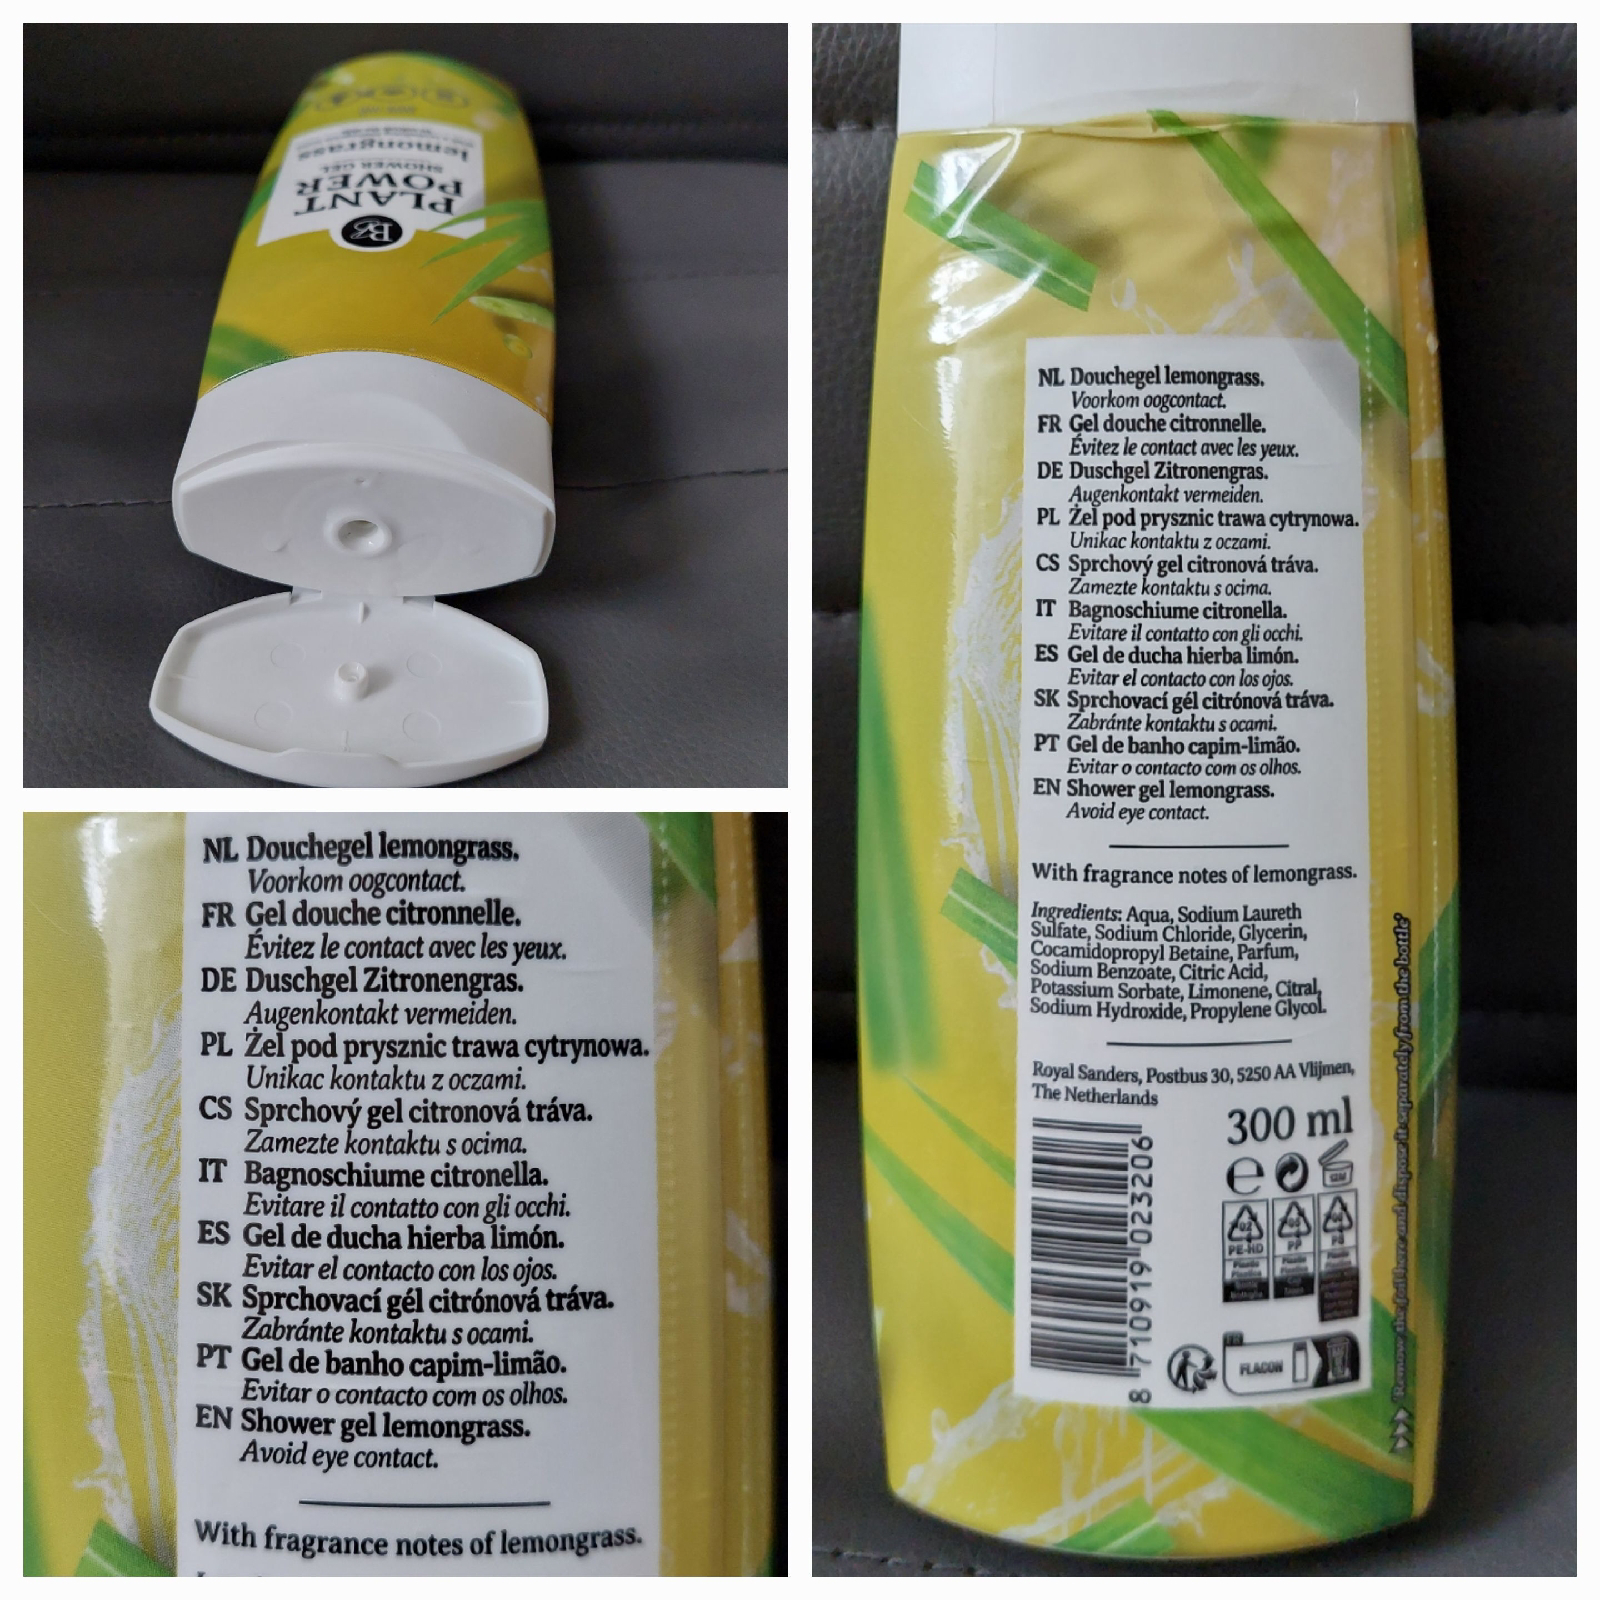 PLANT
POWER
SHOWER GEL
lemongrass
NL Douchegel lemongrass.
Voorkom oogcontact.
FR Gel douche citronnelle.
Évitez le contact avec les yeux.
DE Duschgel Zitronengras.
Augenkontakt vermeiden.
PL Żel pod prysznic trawa cytrynowa.
Unikac kontaktu z oczami.
CS Sprchový gel citronová tráva.
Zamezte kontaktu s ocima.
IT Bagnoschiume citronella.
Evitare il contatto con gli occhi.
ES Gel de ducha hierba limón.
Evitar el contacto con los ojos.
SK Sprchovací gél citrónová tráva.
Zabránte kontaktu s ocami.
PT Gel de banho capim-limão.
Evitar o contacto com os olhos.
EN Shower gel lemongrass.
Avoid eye contact.
With fragrance notes of lemongrass.
NL Douchegel lemongrass.
Voorkom oogcontact.
FR Gel douche citronnelle.
Évitez le contact avec les yeux.
DE Duschgel Zitronengras.
Augenkontakt vermeiden.
PL Żel pod prysznic trawa cytrynowa.
Unikac kontaktu z oczami.
CS Sprchový gel citronová tráva.
Zamezte kontaktu s ocima.
IT Bagnoschiume citronella.
Evitare il contatto con gli occhi.
ES Gel de ducha hierba limón.
Evitar el contacto con los ojos.
SK Sprchovací gél citrónová tráva.
Zabránte kontaktu s ocami.
PT Gel de banho capim-limão.
Evitar o contacto com os olhos.
EN Shower gel lemongrass.
Avoid eye contact.
With fragrance notes of lemongrass.
Ingredients: Aqua, Sodium Laureth
Sulfate, Sodium Chloride, Glycerin,
Cocamidopropyl Betaine, Parfum,
Sodium Benzoate, Citric Acid,
Potassium Sorbate, Limonene, Citral,
Sodium Hydroxide, Propylene Glycol.
Royal Sanders, Postbus 30, 5250 AA Vlijmen,
The Netherlands
300 ml
e
12M
PE-HD PP
FLACON
8 710919 023206
'Remove the foil here and dispose it separately from the bottle'